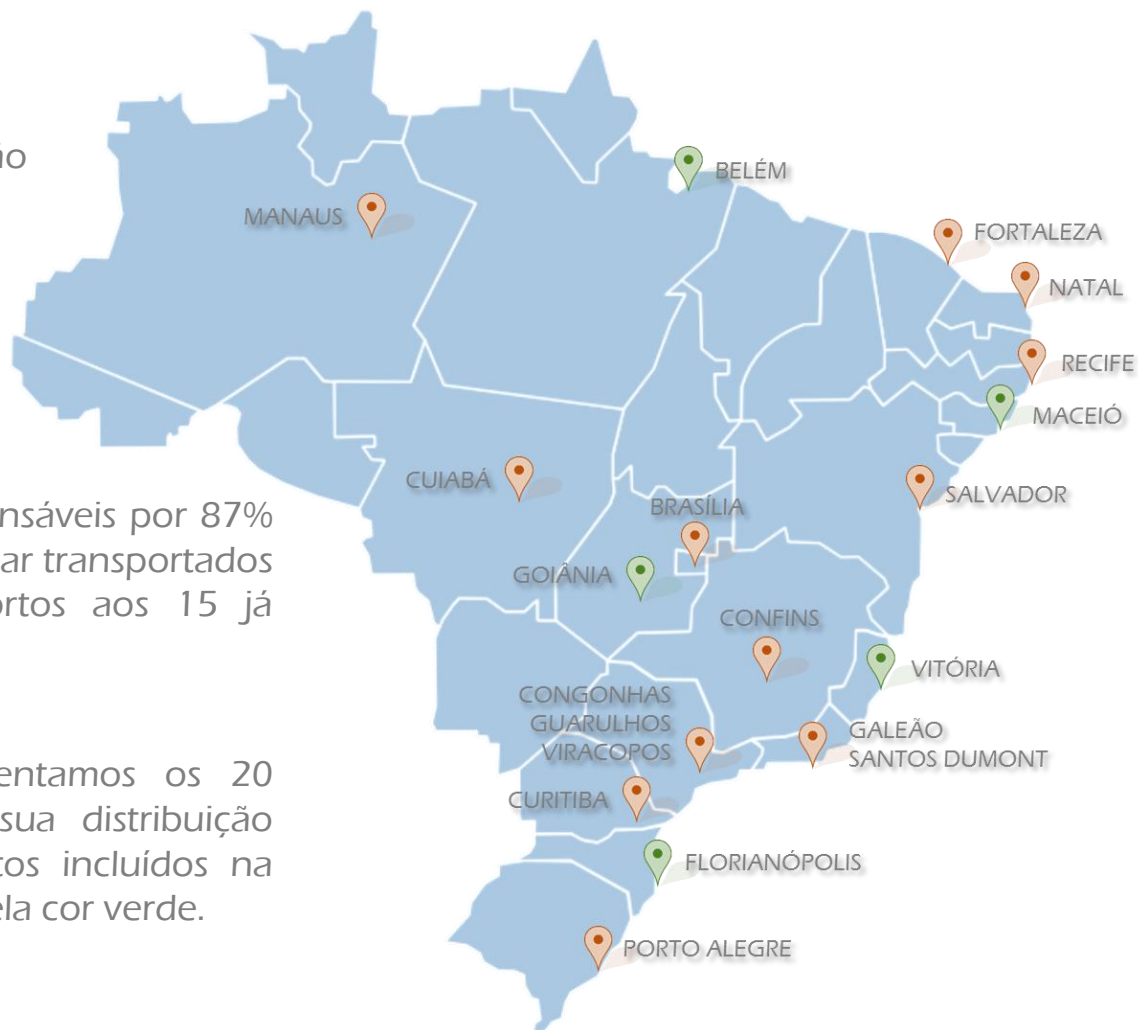 ão
nsáveis por 87%
ar transportados
ortos aos 15 já
entamos os 20
sua distribuição
tos incluídos na
ela cor verde.
BELÉM
MANAUS
FORTALEZA
NATAL
RECIFE
MACEIÓ
CUIABÁ
SALVADOR
BRASÍLIA
GOIÂNIA
CONFINS
VITÓRIA
CONGONHAS
GUARULHOS
VIRACOPOS
GALEÃO
SANTOS DUMONT
CURITIBA
FLORIANÓPOLIS
PORTO ALEGRE